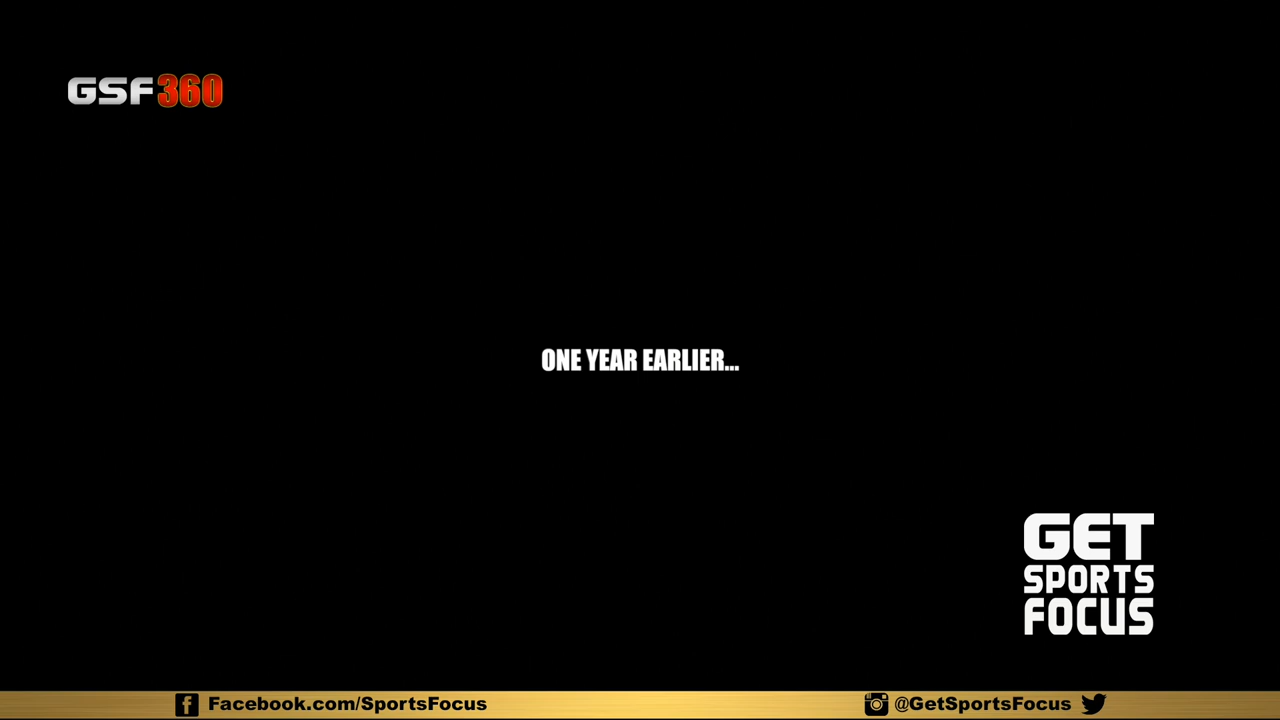 GSF360
ONE YEAR EARLIER...
GET
SPORTS
FOCUS
Facebook.com/SportsFocus
@GetSportsFocus